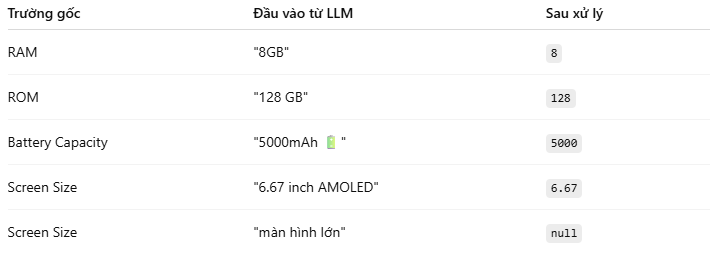 Trường gốc Đầu vào từ LLM Sau xử lý
RAM "8GB" 8
ROM "128 GB" 128
Battery Capacity "5000mAh 🔋 " 5000
Screen Size "6.67 inch AMOLED" 6.67
Screen Size "màn hình lớn" null